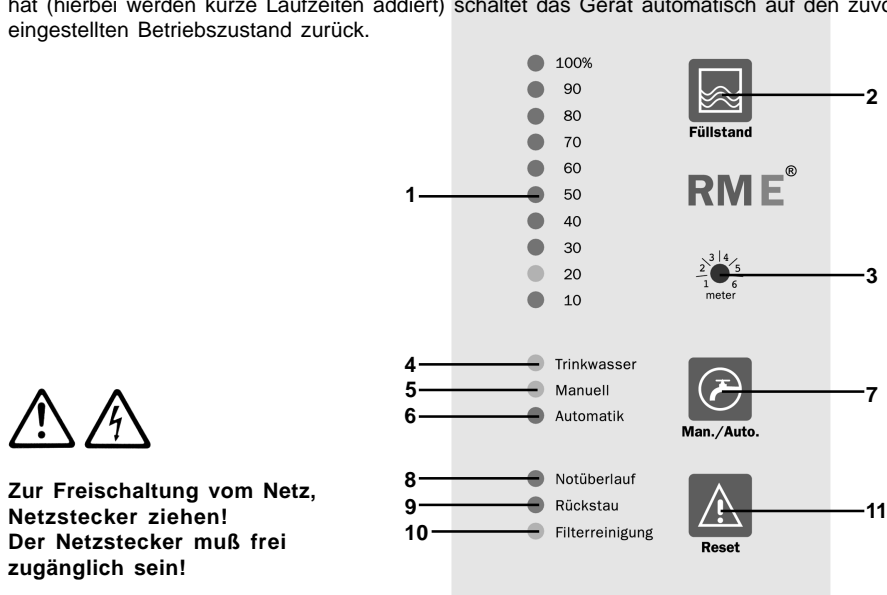 hat (hierbei werden kurze Laufzeiten addiert) schaltet das Gerät automatisch auf den zuvo
eingestellten Betriebszustand zurück.
100%
90
80
70
60
50
40
30
20
10
1
Füllstand
2
RME®
1 2 3 4 5 6
meter
3
4 Trinkwasser
5 Manuell
6 Automatik
Man./Auto.
7
8 Notüberlauf
9 Rückstau
10 Filterreinigung
Reset
11
Zur Freischaltung vom Netz,
Netzstecker ziehen!
Der Netzstecker muß frei
zugänglich sein!